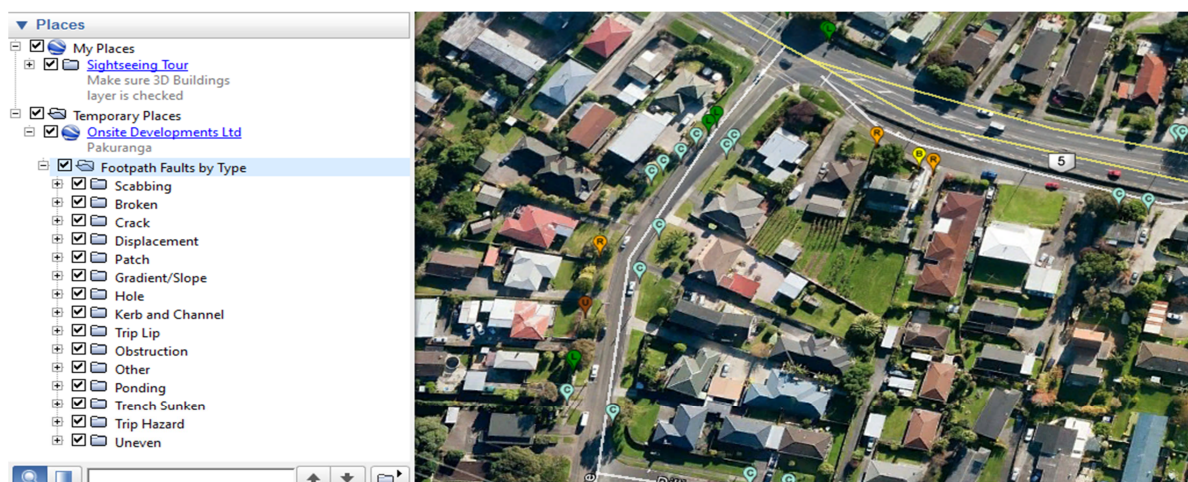 Places
My Places
Sightseeing Tour
Make sure 3D Buildings
layer is checked
Temporary Places
Onsite Developments Ltd
Pakuranga
Footpath Faults by Type
Scabbing
Broken
Crack
Displacement
Patch
Gradient/Slope
Hole
Kerb and Channel
Trip Lip
Obstruction
Other
Ponding
Trench Sunken
Trip Hazard
Uneven
L
C
C
C
C
C
C
C
R
B
R
5
C
C
C
C
R
C
U
C
C
C
C